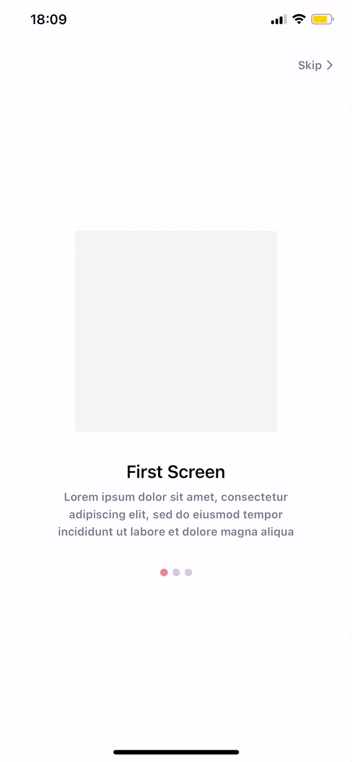 18:09
Skip
First Screen
Lorem ipsum dolor sit amet, consectetur
adipiscing elit, sed do eiusmod tempor
incididunt ut labore et dolore magna aliqua